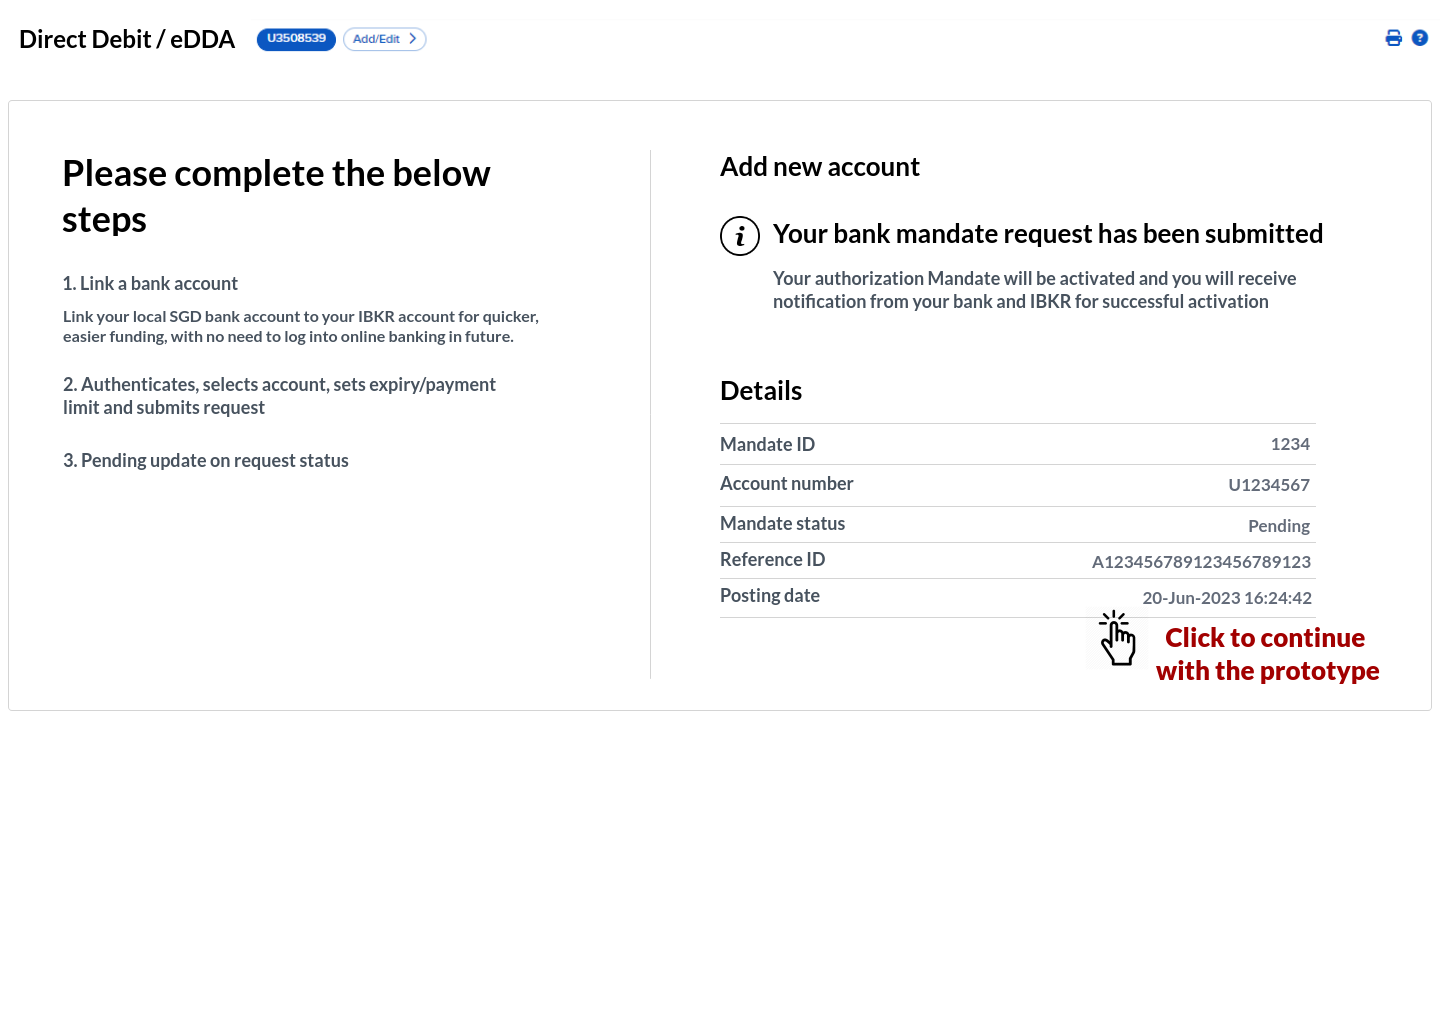 Direct Debit / eDDA
U3508539
Add/Edit
Please complete the below
steps
1. Link a bank account
Link your local SGD bank account to your IBKR account for quicker,
easier funding, with no need to log into online banking in future.
2. Authenticates, selects account, sets expiry/payment
limit and submits request
3. Pending update on request status
Add new account
Your bank mandate request has been submitted
Your authorization Mandate will be activated and you will receive
notification from your bank and IBKR for successful activation
Details
Mandate ID 1234
Account number U1234567
Mandate status Pending
Reference ID A123456789123456789123
Posting date 20-Jun-2023 16:24:42
Click to continue
with the prototype